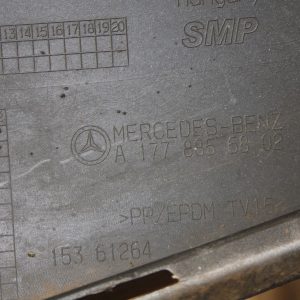 Hungary
13 14 15 16 17 18 19 20
SMP
MERCEDES-BENZ
A 177 885 02
>PP/EPDM-TV15<
153 61264